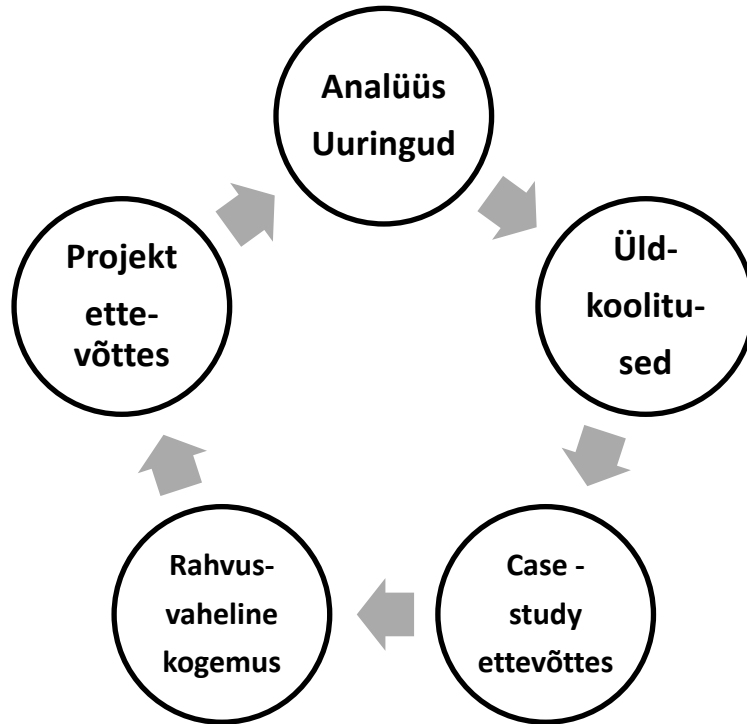 Analüüs
Uuringud
Üld-
koolitu-
sed
Case -
study
ettevõttes
Rahvus-
vaheline
kogemus
Projekt
ette-
võttes